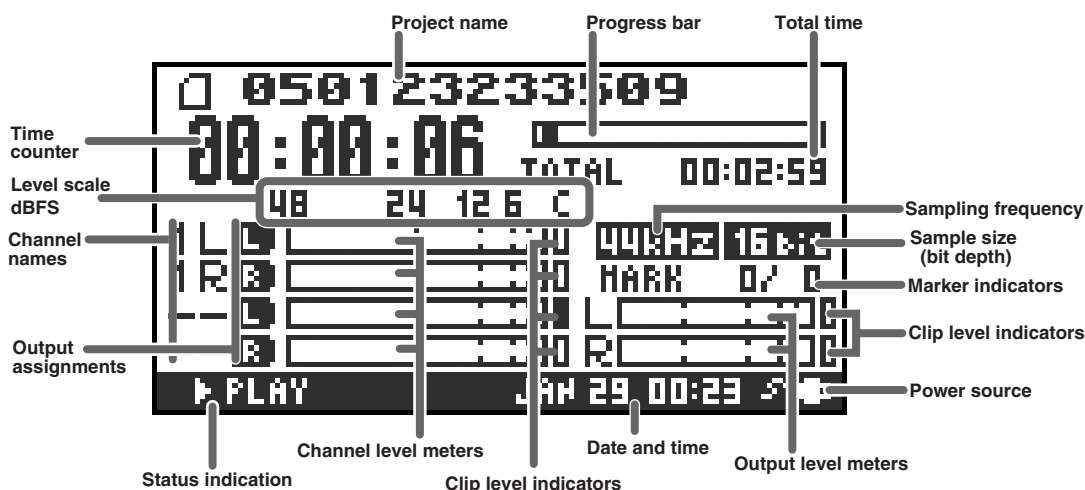 Project name
Progress bar
Total time
050123233509
Time
counter
00:00:06
TOTAL 00:02:59
Level scale
dBFS
48 24 12 6 C
Sampling frequency
Channel
names
1 L L
44kHz 16bit
Sample size
(bit depth)
1 R R
MARK 0/ 0
Marker indicators
-- L
L
Clip level indicators
Output
assignments
R
R
PLAY
JAN 29 00:23
Power source
Channel level meters
Date and time
Output level meters
Status indication
Clip level indicators